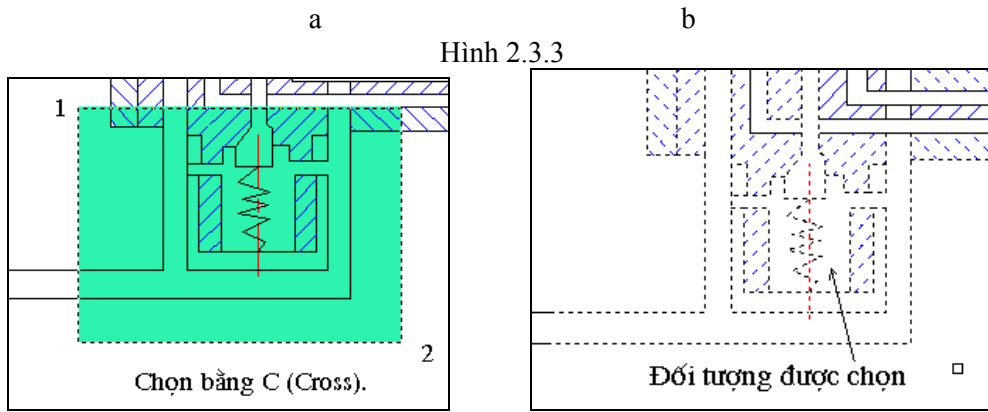 a b
Hình 2.3.3
1
2
Chọn bằng C (Cross).
Đối tượng được chọn